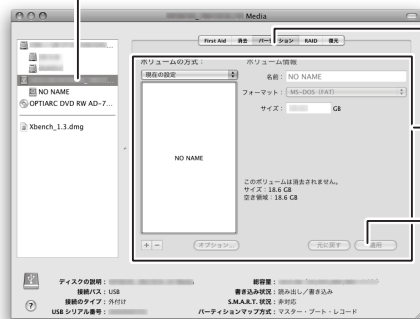 Media
First Aid 消去 パーティション RAID 復元
NO NAME
OPTIARC DVD RW AD-7...
Xbench_1.3.dmg
ボリュームの方式：
現在の設定
NO NAME
+ −
オプション...
ボリューム情報
名前： NO NAME
フォーマット： MS-DOS (FAT)
サイズ： GB
このボリュームは消去されません。
サイズ：18.6 GB
空き領域：18.6 GB
元に戻す 適用
ディスクの説明：
接続バス：USB
接続のタイプ：外付け
USB シリアル番号：
総容量：
書き込み状況：読み出し／書き込み
S.M.A.R.T. 状況：非対応
パーティションマップ方式：マスター・ブート・レコード
?